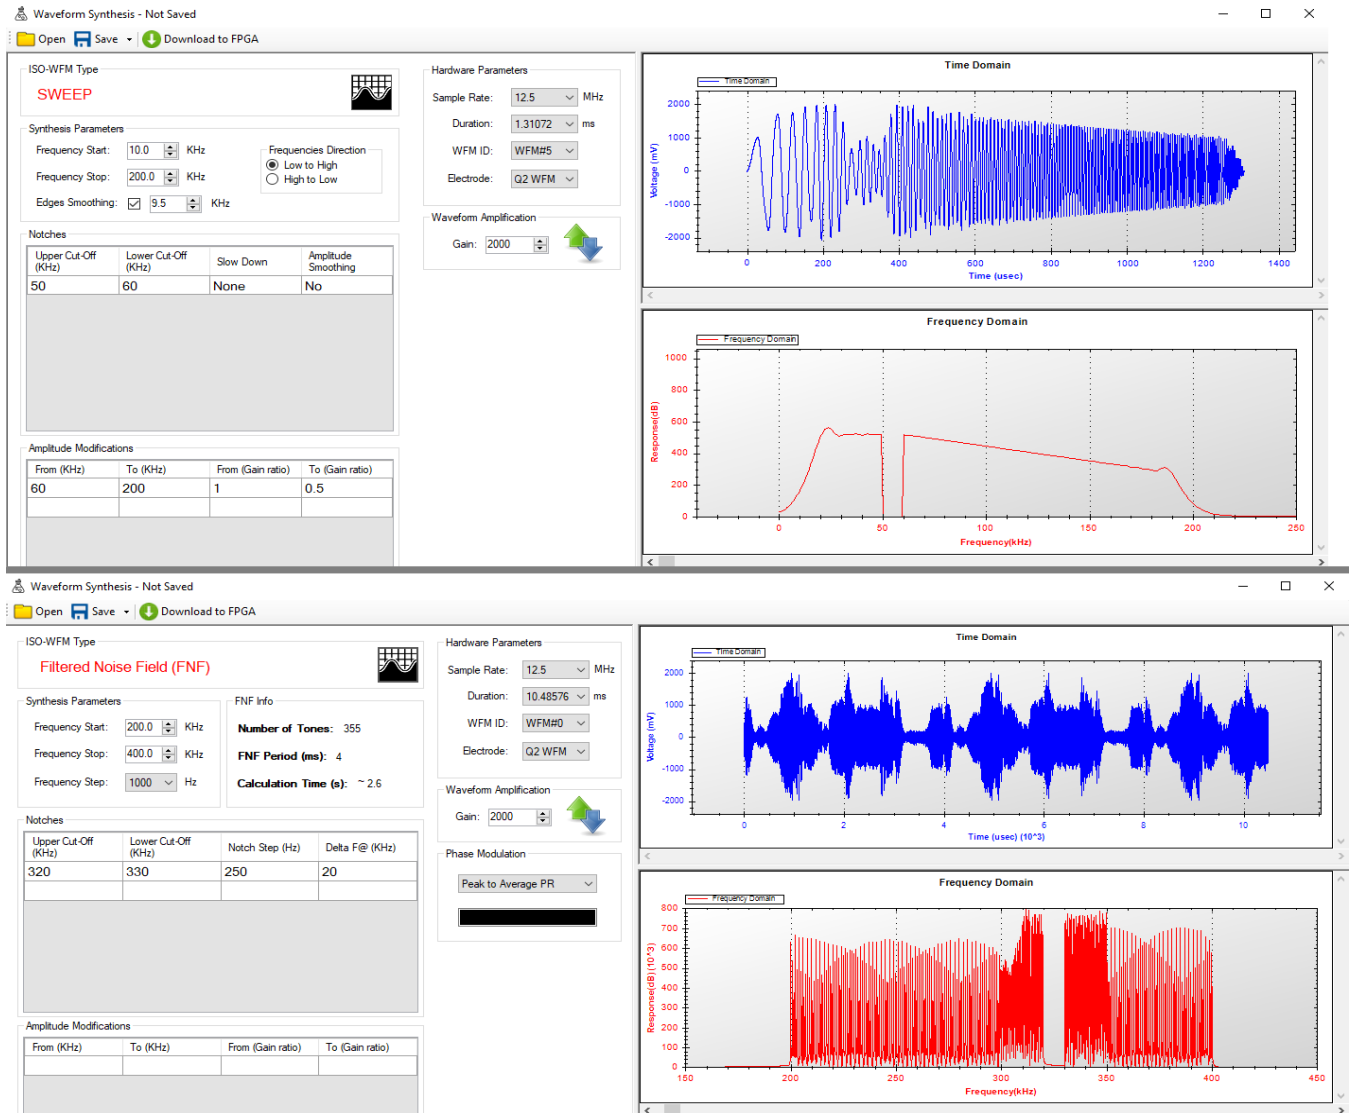 Waveform Synthesis - Not Saved
Open Save Download to FPGA
ISO-WFM Type
SWEEP
Synthesis Parameters
Frequency Start: 10.0 KHz
Frequency Stop: 200.0 KHz
Edges Smoothing: 9.5 KHz
Frequencies Direction
Low to High
High to Low
Notches
Upper Cut-Off (KHz) Lower Cut-Off (KHz) Slow Down Amplitude Smoothing
50 60 None No
Amplitude Modifications
From (KHz) To (KHz) From (Gain ratio) To (Gain ratio)
60 200 1 0.5
Hardware Parameters
Sample Rate: 12.5 MHz
Duration: 1.31072 ms
WFM ID: WFM#5
Electrode: Q2 WFM
Waveform Amplification
Gain: 2000
Time Domain
Time Domain
Voltage (mV)
2000
1000
0
-1000
-2000
0 200 400 600 800 1000 1200 1400
Time (usec)
Frequency Domain
Frequency Domain
Response(dB)
1000
800
600
400
200
0
0 50 100 150 200 250
Frequency(kHz)
Waveform Synthesis - Not Saved
Open Save Download to FPGA
ISO-WFM Type
Filtered Noise Field (FNF)
Synthesis Parameters
Frequency Start: 200.0 KHz
Frequency Stop: 400.0 KHz
Frequency Step: 1000 Hz
FNF Info
Number of Tones: 355
FNF Period (ms): 4
Calculation Time (s): ~ 2.6
Notches
Upper Cut-Off (KHz) Lower Cut-Off (KHz) Notch Step (Hz) Delta F@ (KHz)
320 330 250 20
Amplitude Modifications
From (KHz) To (KHz) From (Gain ratio) To (Gain ratio)
Hardware Parameters
Sample Rate: 12.5 MHz
Duration: 10.48576 ms
WFM ID: WFM#0
Electrode: Q2 WFM
Waveform Amplification
Gain: 2000
Phase Modulation
Peak to Average PR
Time Domain
Time Domain
Voltage (mV)
2000
1000
0
-1000
-2000
0 2 4 6 8 10
Time (usec) (10^3)
Frequency Domain
Frequency Domain
Response(dB) (10^3)
800
700
600
500
400
300
200
100
0
150 200 250 300 350 400 450
Frequency(kHz)